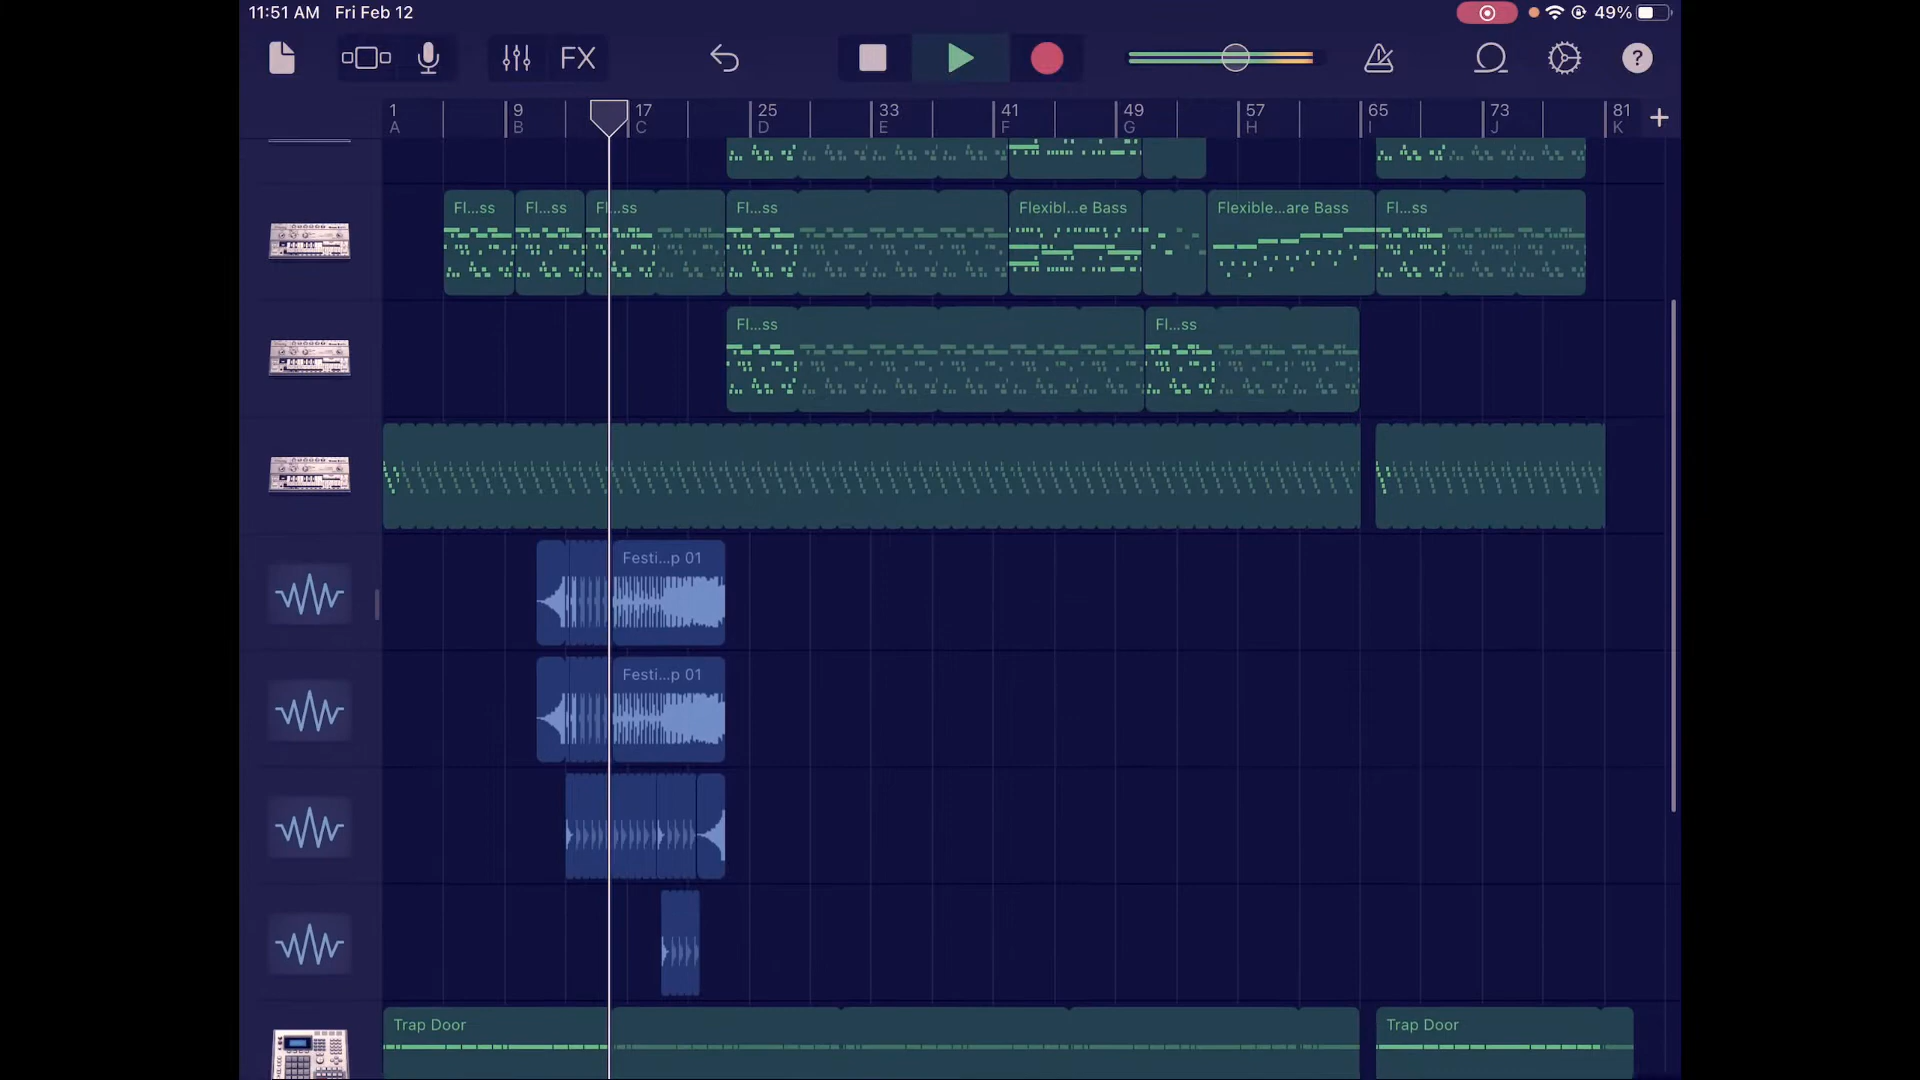 11:51 AM Fri Feb 12 49%
FX
1 9 17 25 33 41 49 57 65 73 81
A B C D E F G H I J K
Fl...ss Fl...ss Fl...ss Fl...ss Flexibl...e Bass Flexible...are Bass Fl...ss
Fl...ss Fl...ss
Festi...p 01
Festi...p 01
Trap Door Trap Door